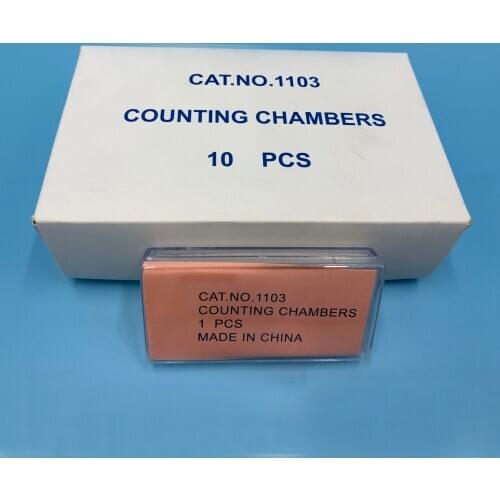 CAT.NO.1103
COUNTING CHAMBERS
10 PCS
CAT.NO.1103
COUNTING CHAMBERS
1 PCS
MADE IN CHINA